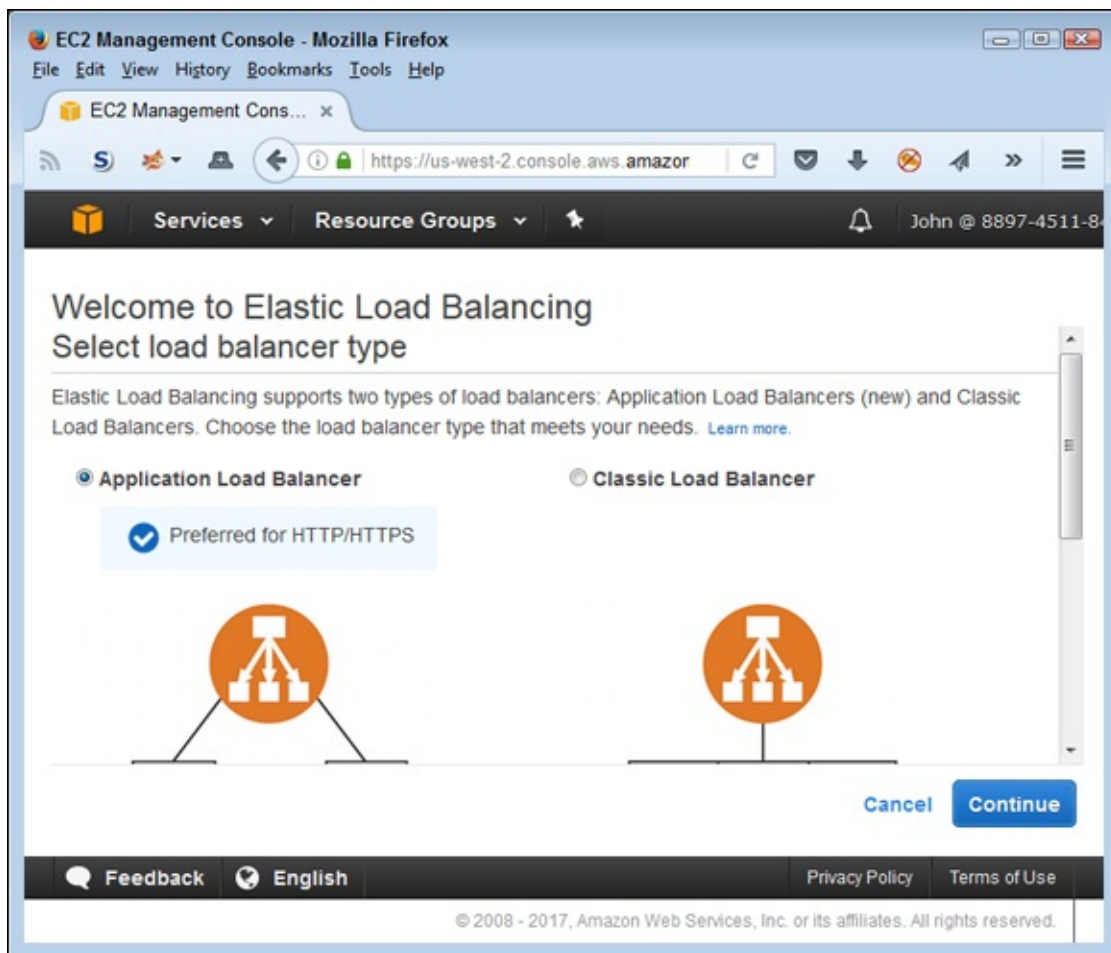 EC2 Management Console - Mozilla Firefox
File Edit View History Bookmarks Tools Help
EC2 Management Cons...
https://us-west-2.console.aws.amazor
Services Resource Groups John @ 8897-4511-84
Welcome to Elastic Load Balancing
Select load balancer type
Elastic Load Balancing supports two types of load balancers: Application Load Balancers (new) and Classic
Load Balancers. Choose the load balancer type that meets your needs. Learn more.
Application Load Balancer Classic Load Balancer
Preferred for HTTP/HTTPS
Cancel Continue
Feedback English Privacy Policy Terms of Use
© 2008 - 2017, Amazon Web Services, Inc. or its affiliates. All rights reserved.